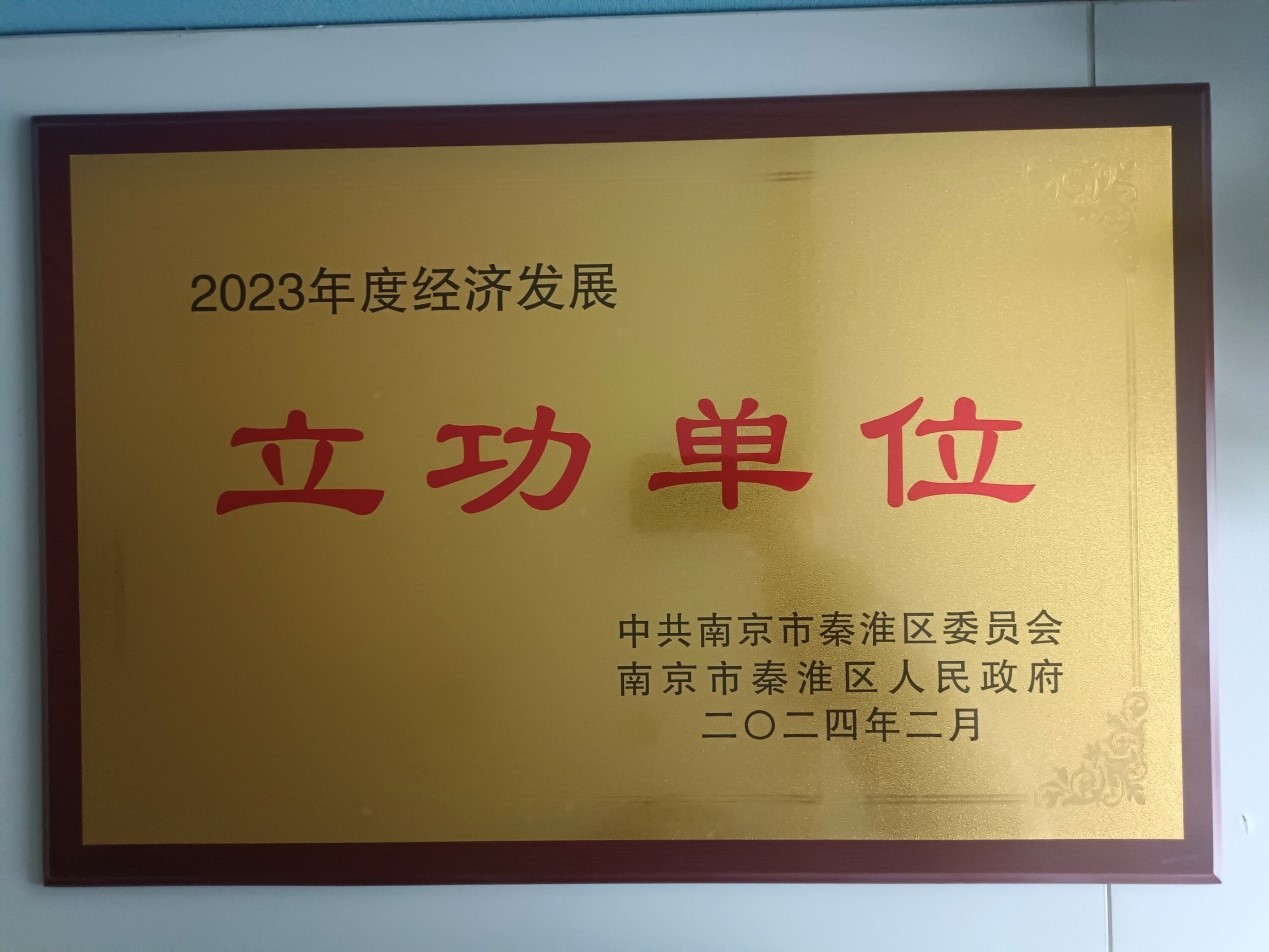 2023年度经济发展
立功单位
中共南京市秦淮区委员会
南京市秦淮区人民政府
二〇二四年二月